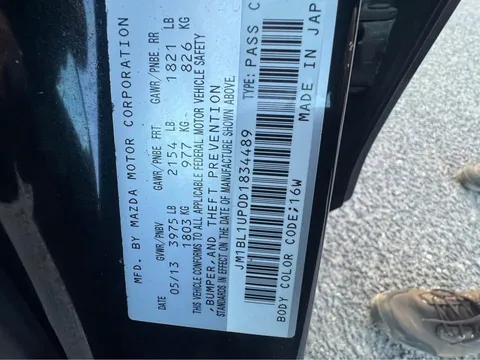 MFD. BY MAZDA MOTOR CORPORATION
DATE GVWR/PNBV GAWR/PNBE FRT GAWR/PNBE RR
05/13 3975 LB 2154 LB 1821 LB
1803 KG 977 KG 826 KG
THIS VEHICLE CONFORMS TO ALL APPLICABLE FEDERAL MOTOR VEHICLE SAFETY
,BUMPER,AND THEFT PREVENTION
STANDARDS IN EFFECT ON THE DATE OF MANUFACTURE SHOWN ABOVE.
JM1BL1UP0D1834489 TYPE: PASS C
BODY COLOR CODE:16W MADE IN JAP